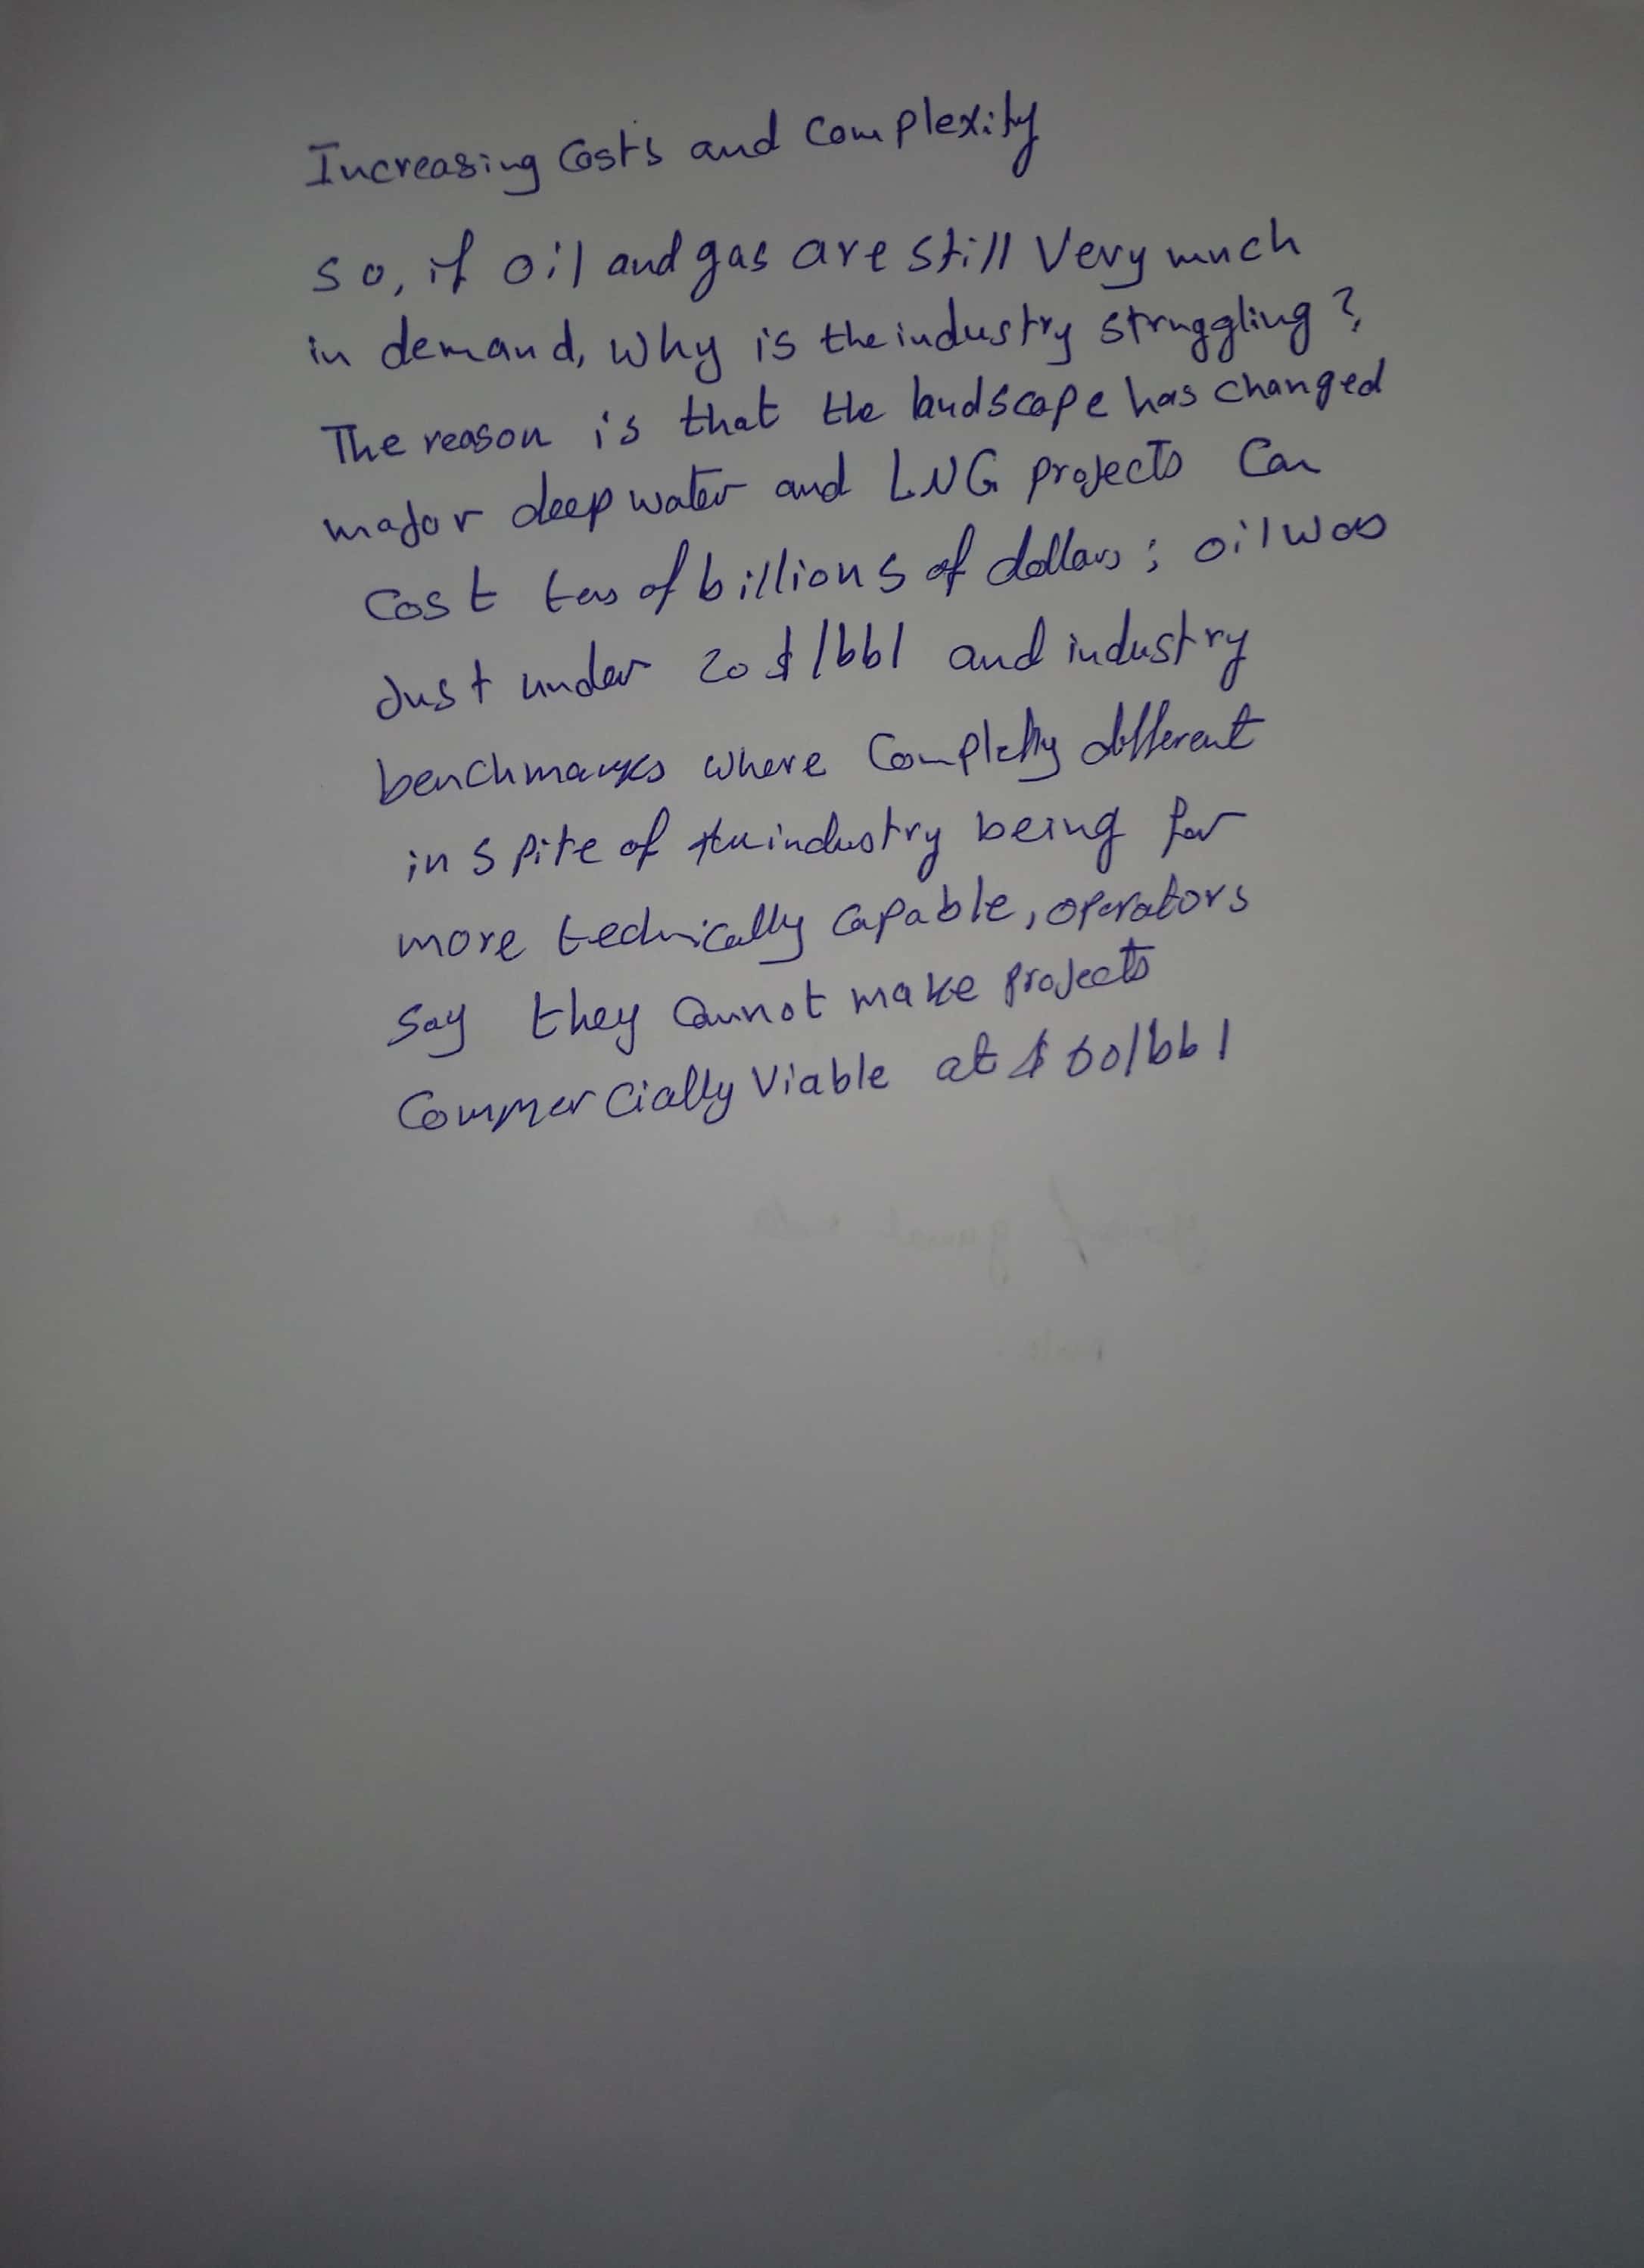 Increasing Costs and Complexity
So, if oil and gas are still Very much
in demand, Why is the industry struggling?
The reason is that the landscape has changed
major deep water and LNG projects Can
Cost tens of billions of dollars; oil was
Just under 20 $/bbl and industry
benchmarks where Completly different
in spite of the industry being far
more technically capable, operators
say they cannot make projects
Commercially Viable at $60/bbl